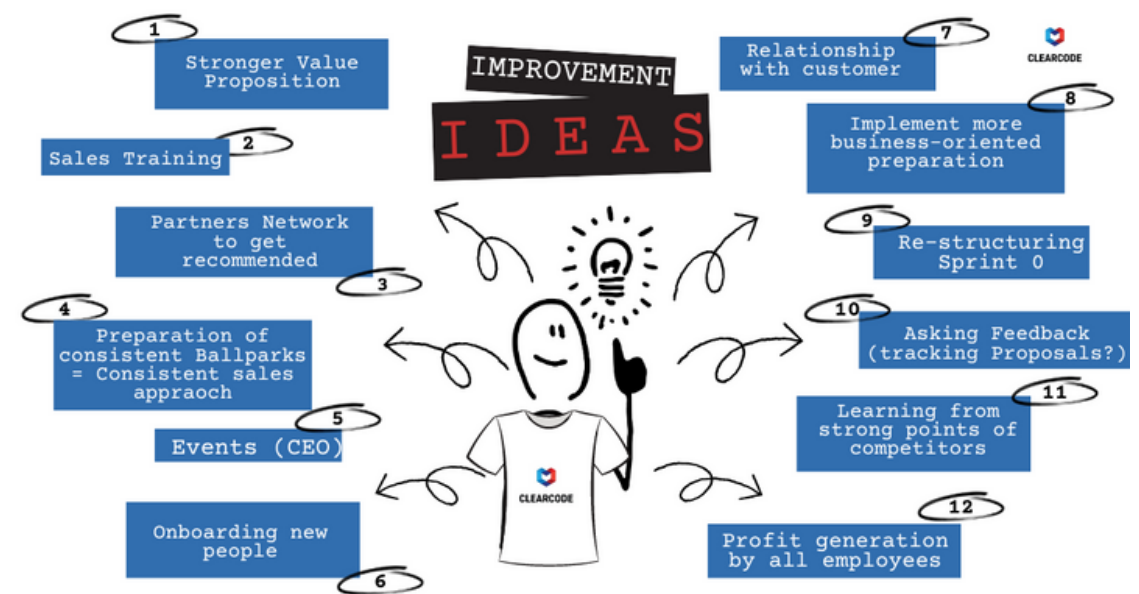 IMPROVEMENT
IDEAS
1
Stronger Value
Proposition
2
Sales Training
Partners Network
to get
recommended
3
4
Preparation of
consistent Ballparks
= Consistent sales
appraoch
5
Events (CEO)
Onboarding new
people
6
7
Relationship
with customer
CLEARCODE
8
Implement more
business-oriented
preparation
9
Re-structuring
Sprint 0
10
Asking Feedback
(tracking Proposals?)
11
Learning from
strong points of
competitors
12
Profit generation
by all employees
CLEARCODE